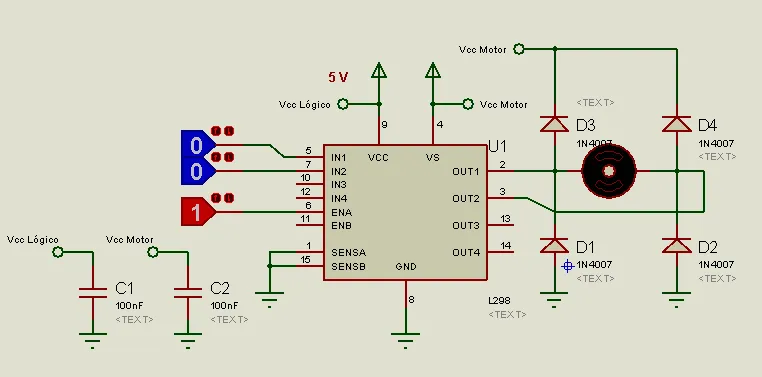 Vcc Motor
5 V
Vcc Lógico
Vcc Motor
<TEXT>
D3
1N4007
D4
1N4007
<TEXT>
0
0
1
9
4
U1
VCC
VS
5 IN1
7 IN2
10 IN3
12 IN4
6 ENA
11 ENB
1 SENSA
15 SENSB
GND
8
OUT1 2
OUT2 3
OUT3 13
OUT4 14
L298
<TEXT>
D1
1N4007
<TEXT>
D2
1N4007
<TEXT>
Vcc Lógico
Vcc Motor
C1
100nF
<TEXT>
C2
100nF
<TEXT>